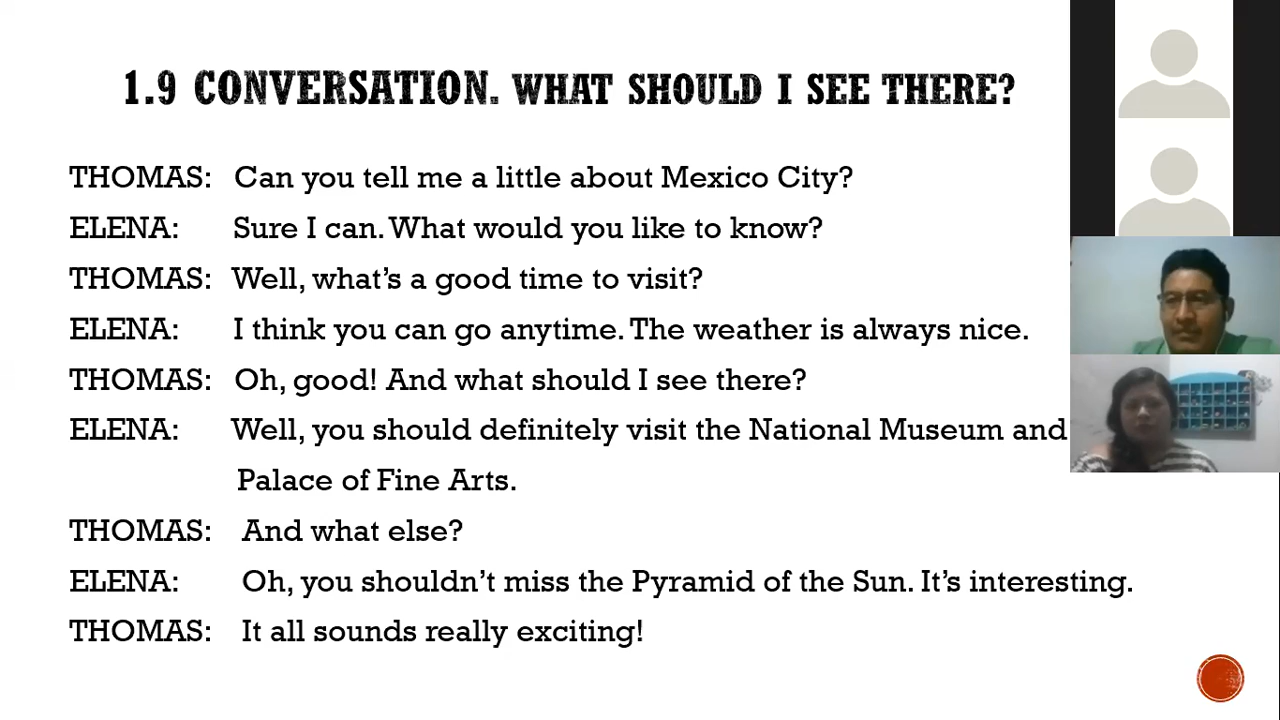 1.9 CONVERSATION. WHAT SHOULD I SEE THERE?
THOMAS: Can you tell me a little about Mexico City?
ELENA: Sure I can. What would you like to know?
THOMAS: Well, what's a good time to visit?
ELENA: I think you can go anytime. The weather is always nice.
THOMAS: Oh, good! And what should I see there?
ELENA: Well, you should definitely visit the National Museum and
Palace of Fine Arts.
THOMAS: And what else?
ELENA: Oh, you shouldn't miss the Pyramid of the Sun. It's interesting.
THOMAS: It all sounds really exciting!